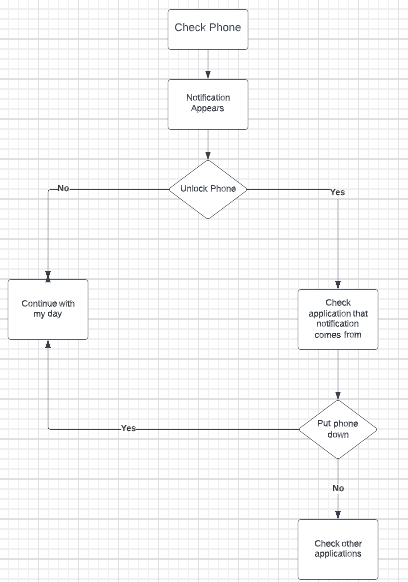 Check Phone
Notification
Appears
Unlock Phone
No
Yes
Continue with
my day
Check
application that
notification
comes from
Put phone
down
Yes
No
Check other
applications